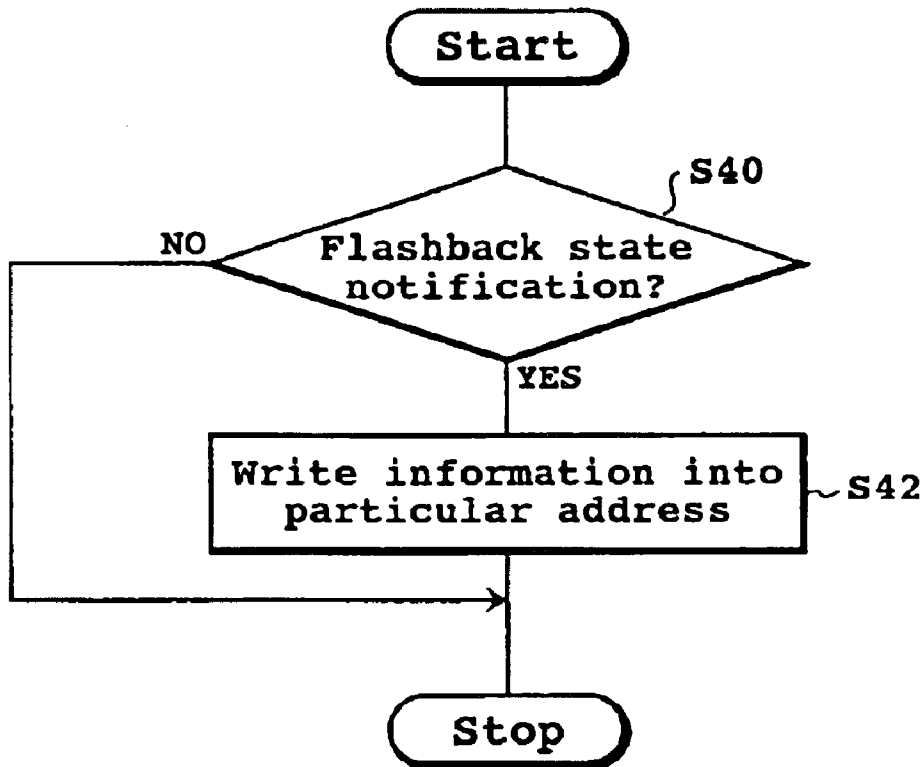 Start
S40
NO
Flashback state
notification?
YES
Write information into
particular address
S42
Stop